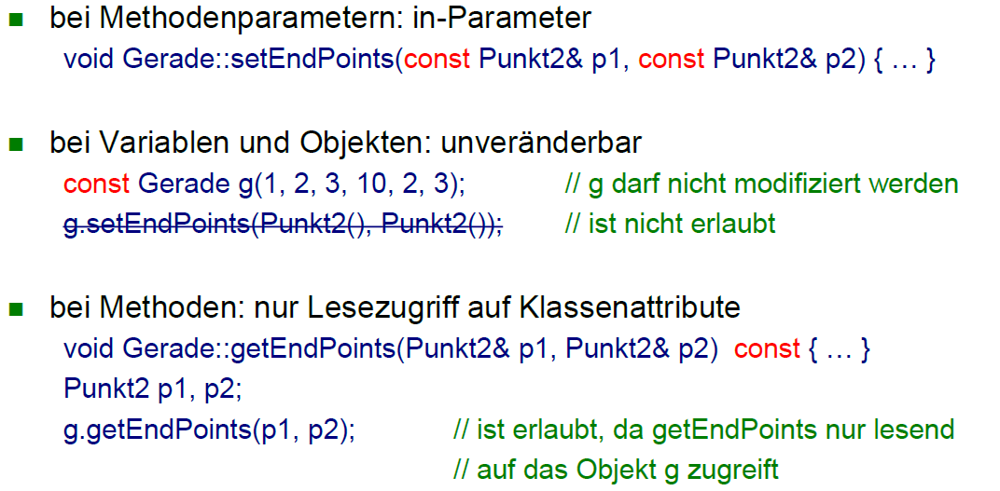 bei Methodenparametern: in-Parameter
void Gerade::setEndPoints(const Punkt2& p1, const Punkt2& p2) { … }
bei Variablen und Objekten: unveränderbar
const Gerade g(1, 2, 3, 10, 2, 3); // g darf nicht modifiziert werden
g.setEndPoints(Punkt2(), Punkt2()); // ist nicht erlaubt
bei Methoden: nur Lesezugriff auf Klassenattribute
void Gerade::getEndPoints(Punkt2& p1, Punkt2& p2) const { … }
Punkt2 p1, p2;
g.getEndPoints(p1, p2); // ist erlaubt, da getEndPoints nur lesend
// auf das Objekt g zugreift